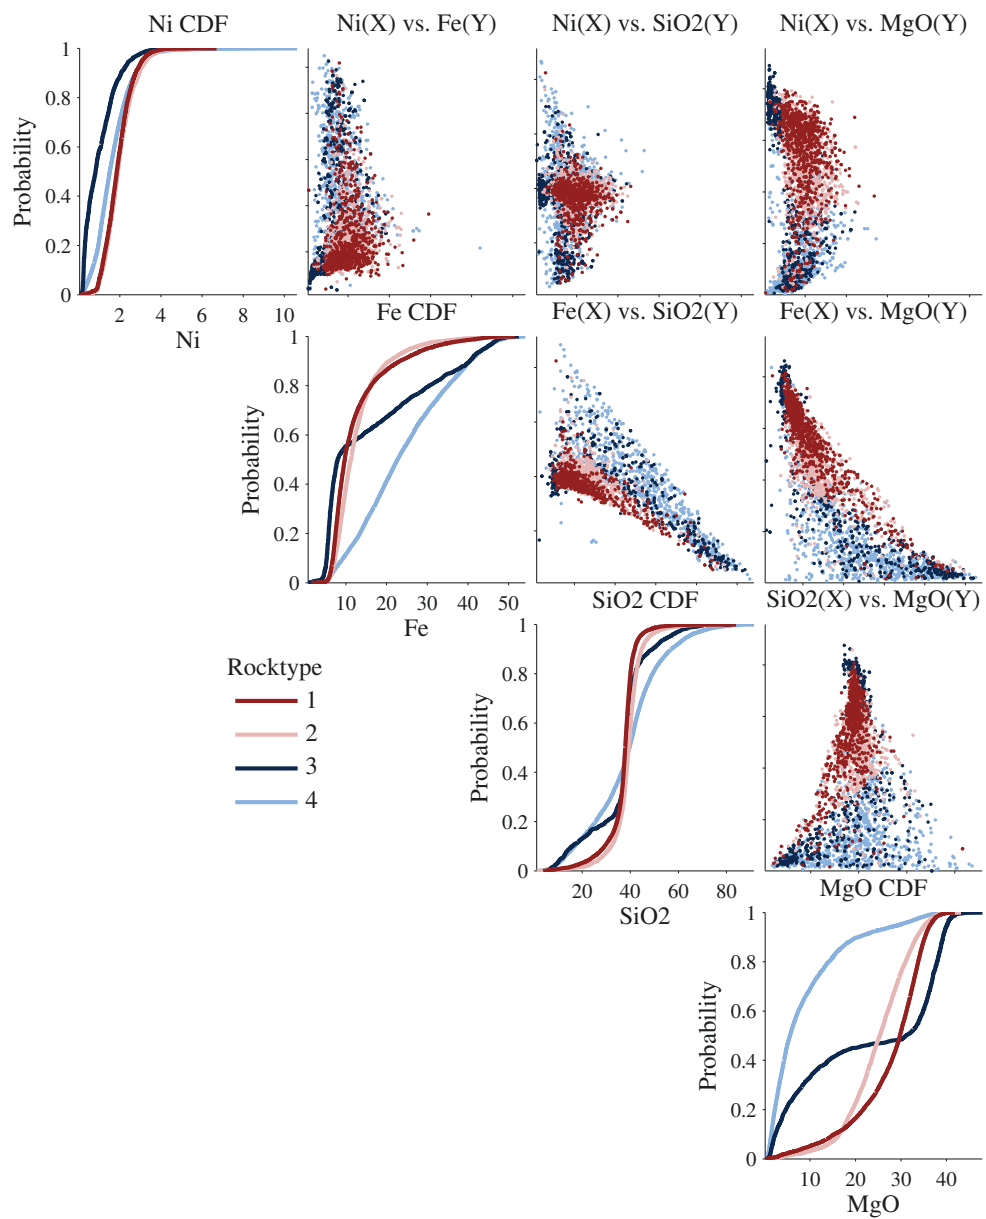 Ni CDF
Ni(X) vs. Fe(Y)
Ni(X) vs. SiO2(Y)
Ni(X) vs. MgO(Y)
Probability
1
0.8
0.6
0.4
0.2
0
2
4
6
8
10
Ni
Fe CDF
Fe(X) vs. SiO2(Y)
Fe(X) vs. MgO(Y)
Probability
1
0.8
0.6
0.4
0.2
0
10
20
30
40
50
Fe
SiO2 CDF
SiO2(X) vs. MgO(Y)
Rocktype
1
2
3
4
Probability
1
0.8
0.6
0.4
0.2
0
20
40
60
80
SiO2
MgO CDF
Probability
1
0.8
0.6
0.4
0.2
0
10
20
30
40
MgO